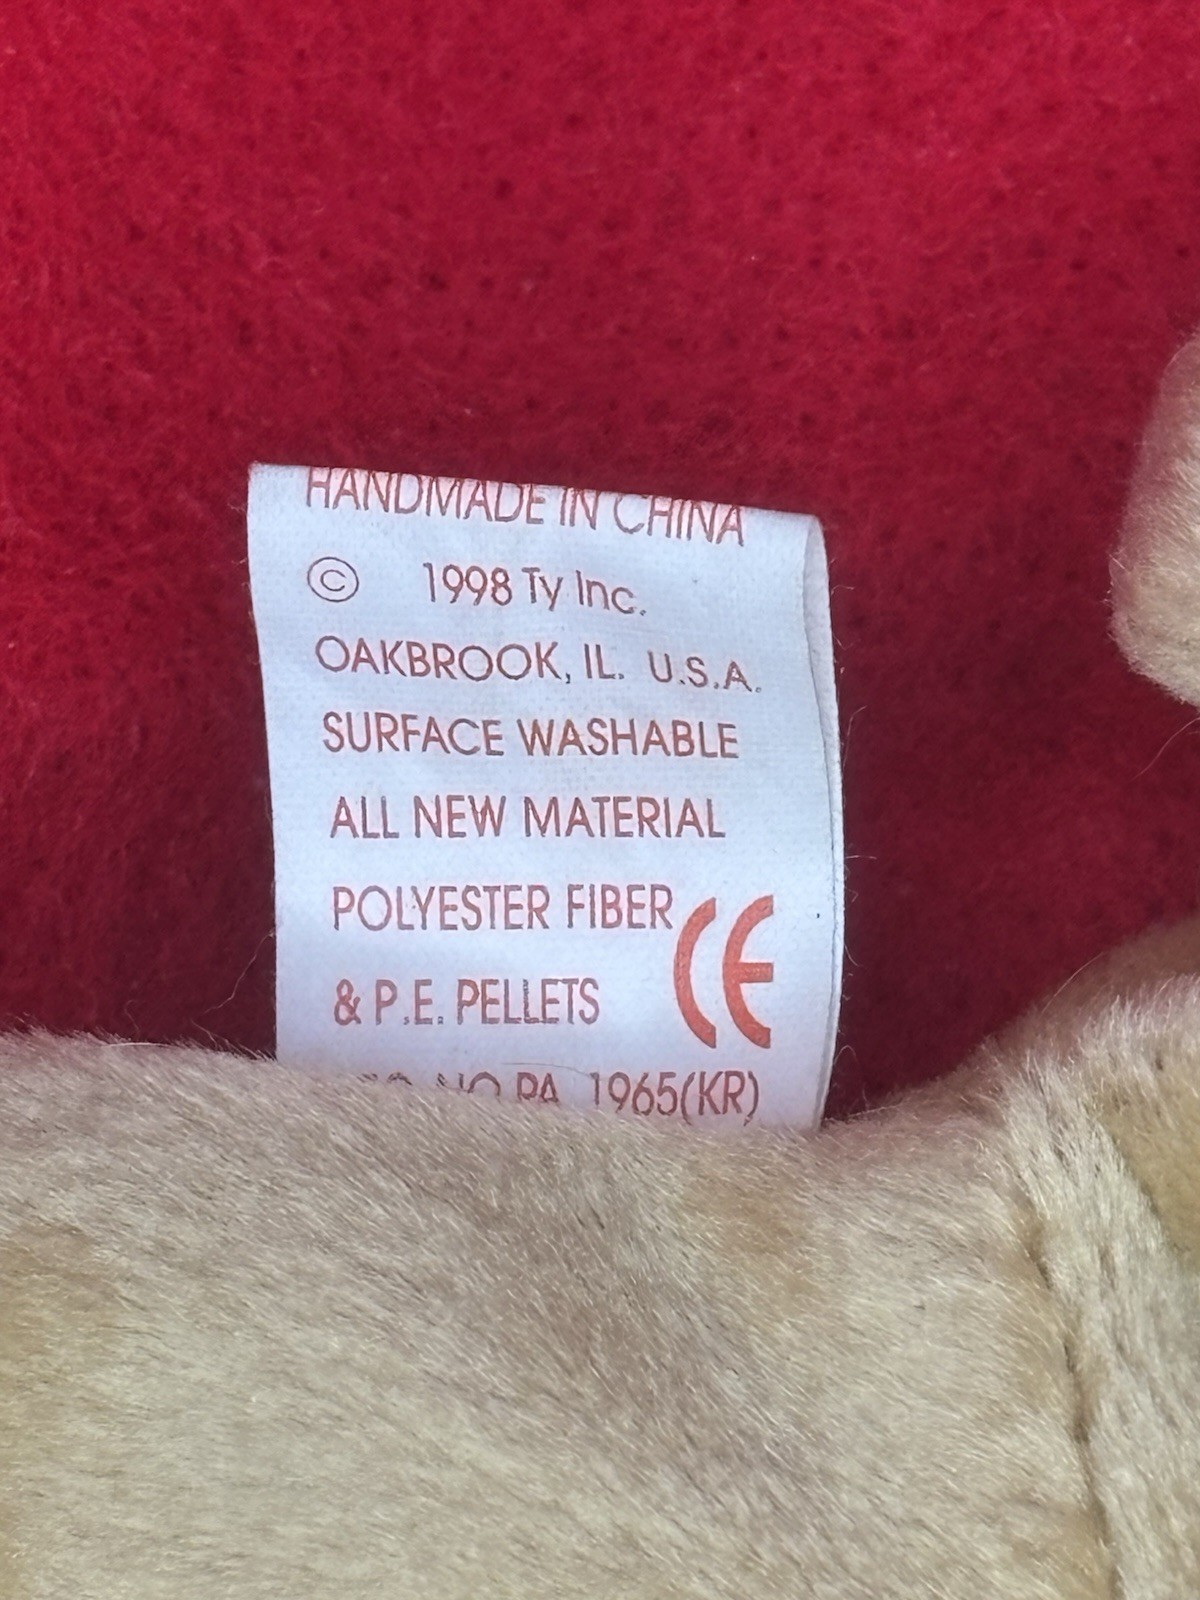 HANDMADE IN CHINA
© 1998 Ty Inc.
OAKBROOK, IL. U.S.A.
SURFACE WASHABLE
ALL NEW MATERIAL
POLYESTER FIBER
& P.E. PELLETS
CE
PA. 1965(KR)